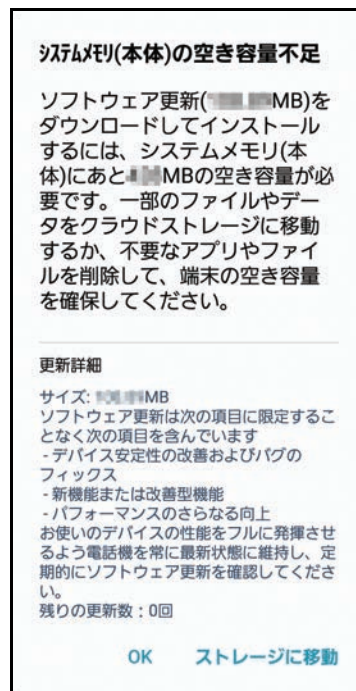 ｼｽﾃﾑﾒﾓﾘ(本体)の空き容量不足
ソフトウェア更新(MB)を
ダウンロードしてインストール
するには、システムメモリ(本
体)にあとMBの空き容量が必
要です。一部のファイルやデー
タをクラウドストレージに移動
するか、不要なアプリやファイ
ルを削除して、端末の空き容量
を確保してください。
更新詳細
サイズ: MB
ソフトウェア更新は次の項目に限定するこ
となく次の項目を含んでいます
- デバイス安定性の改善およびバグの
フィックス
- 新機能または改善型機能
- パフォーマンスのさらなる向上
お使いのデバイスの性能をフルに発揮させ
るよう電話機を常に最新状態に維持し、定
期的にソフトウェア更新を確認してくださ
い。
残りの更新数：0回
OK ストレージに移動